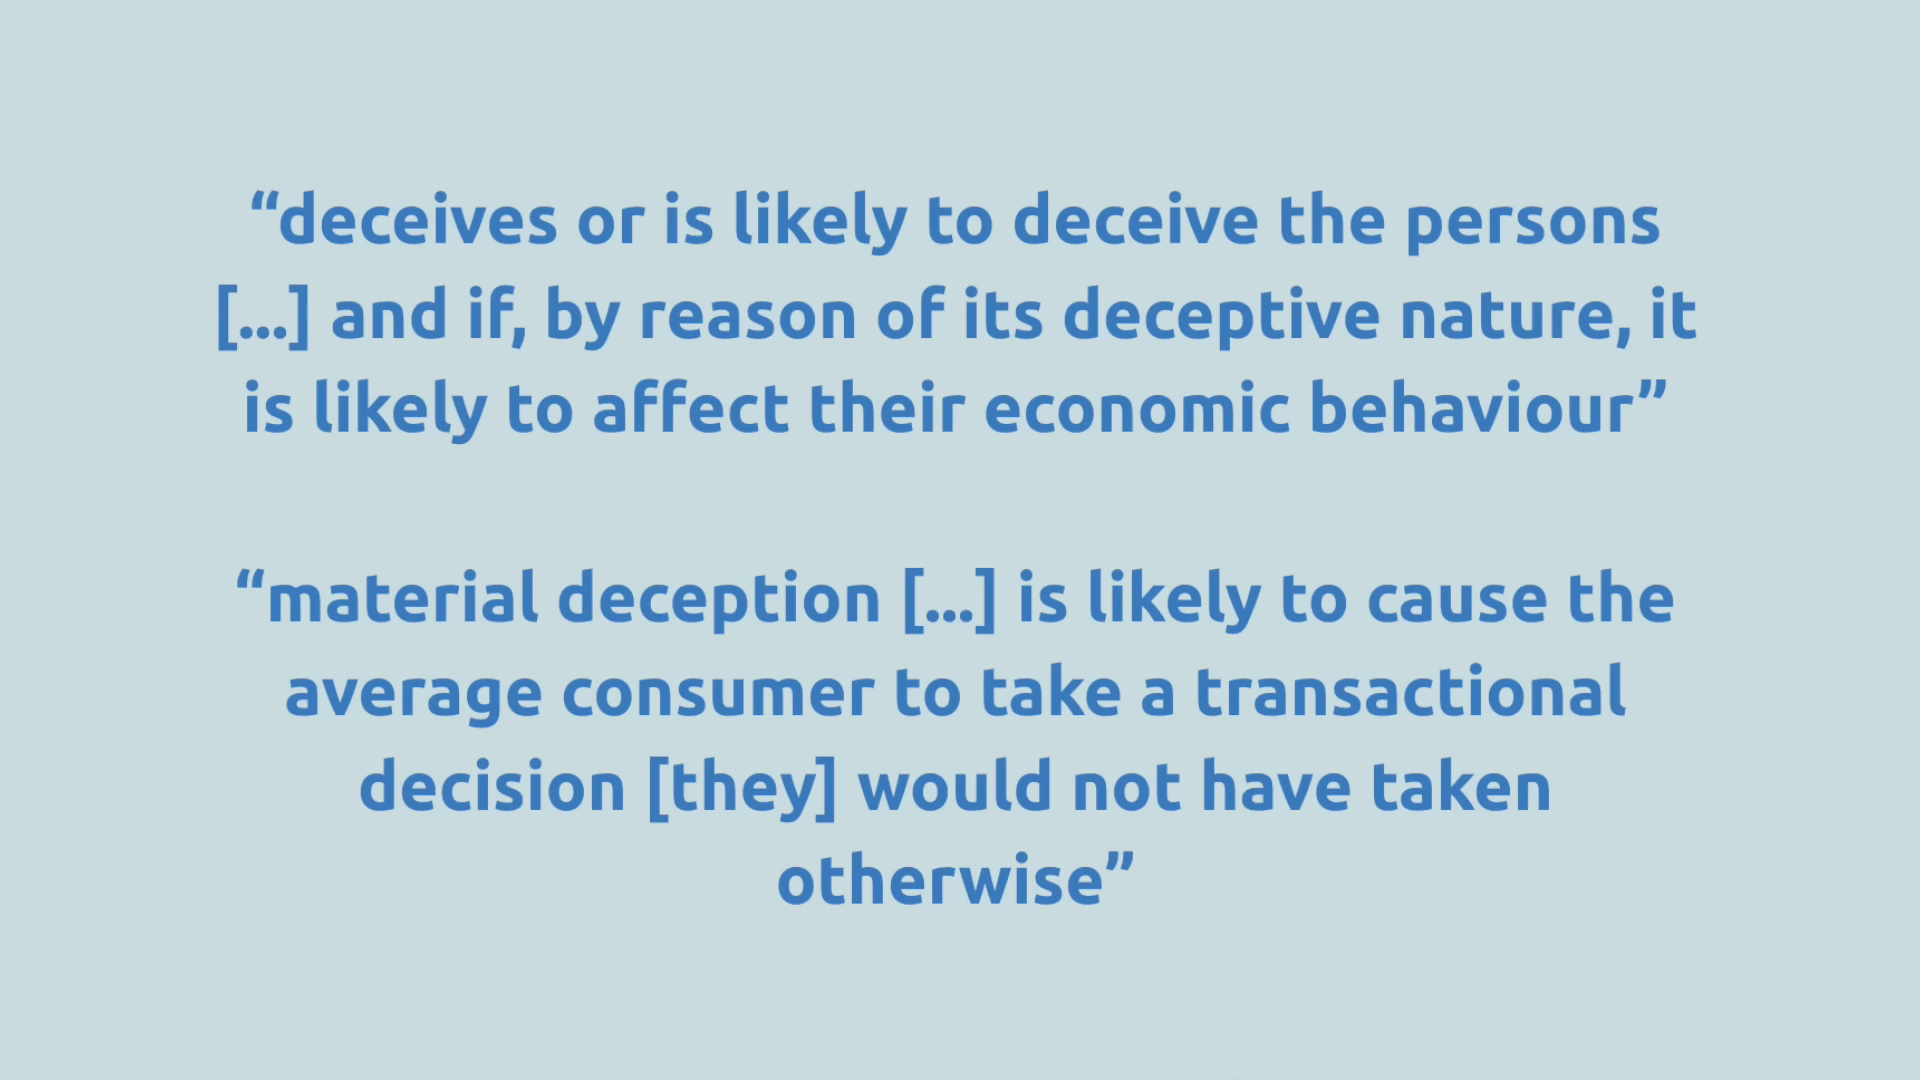 “deceives or is likely to deceive the persons
[...] and if, by reason of its deceptive nature, it
is likely to affect their economic behaviour”
“material deception [...] is likely to cause the
average consumer to take a transactional
decision [they] would not have taken
otherwise”